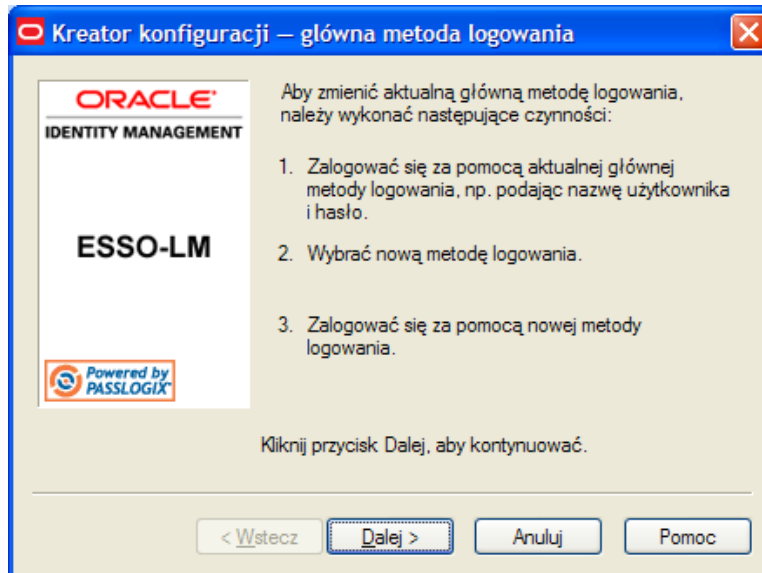 Kreator konfiguracji — główna metoda logowania
ORACLE
IDENTITY MANAGEMENT
ESSO-LM
Powered by
PASSLOGIX
Aby zmienić aktualną główną metodę logowania,
należy wykonać następujące czynności:
1. Zalogować się za pomocą aktualnej głównej
metody logowania, np. podając nazwę użytkownika
i hasło.
2. Wybrać nową metodę logowania.
3. Zalogować się za pomocą nowej metody
logowania.
Kliknij przycisk Dalej, aby kontynuować.
< Wstecz
Dalej >
Anuluj
Pomoc